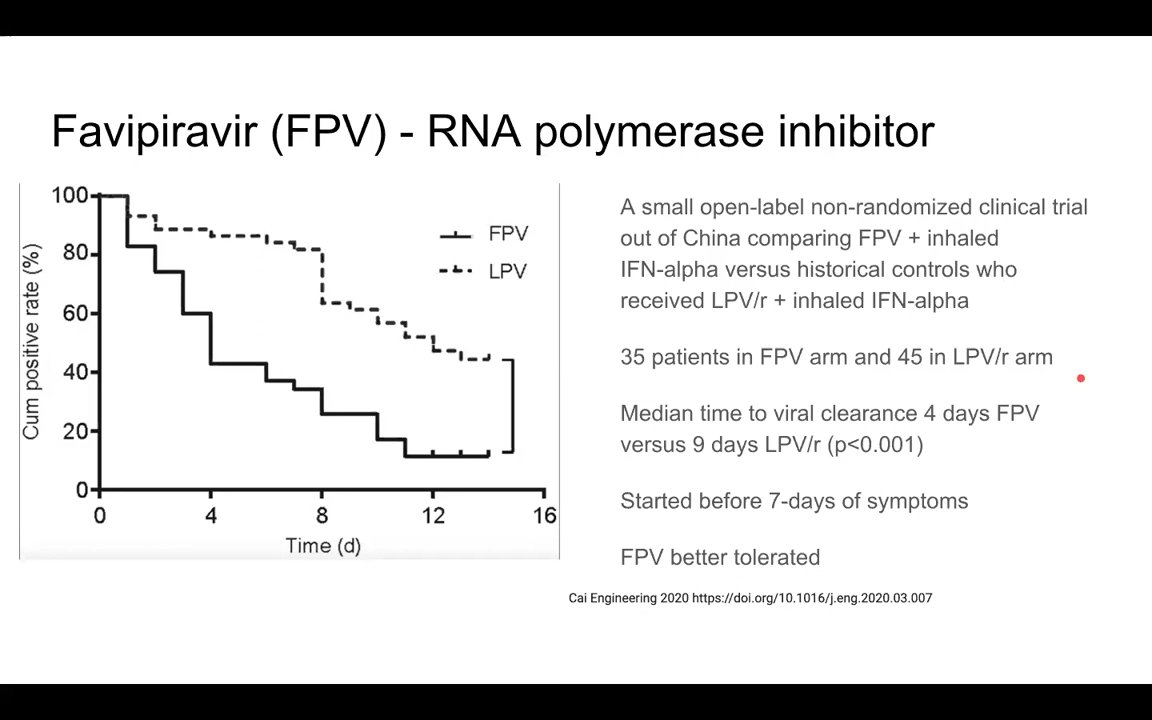 Favipiravir (FPV) - RNA polymerase inhibitor
100
80
60
40
20
0
Cum positive rate (%)
FPV
LPV
0 4 8 12 16
Time (d)
A small open-label non-randomized clinical trial
out of China comparing FPV + inhaled
IFN-alpha versus historical controls who
received LPV/r + inhaled IFN-alpha
35 patients in FPV arm and 45 in LPV/r arm
Median time to viral clearance 4 days FPV
versus 9 days LPV/r (p<0.001)
Started before 7-days of symptoms
FPV better tolerated
Cai Engineering 2020 https://doi.org/10.1016/j.eng.2020.03.007